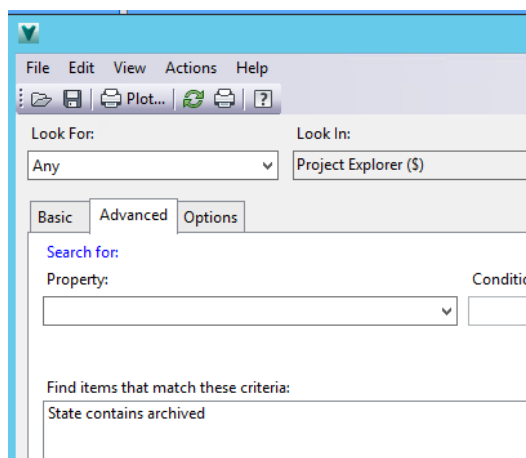 File Edit View Actions Help
Plot... ?
Look For: Look In:
Any Project Explorer ($)
Basic Advanced Options
Search for:
Property: Conditio
Find items that match these criteria:
State contains archived